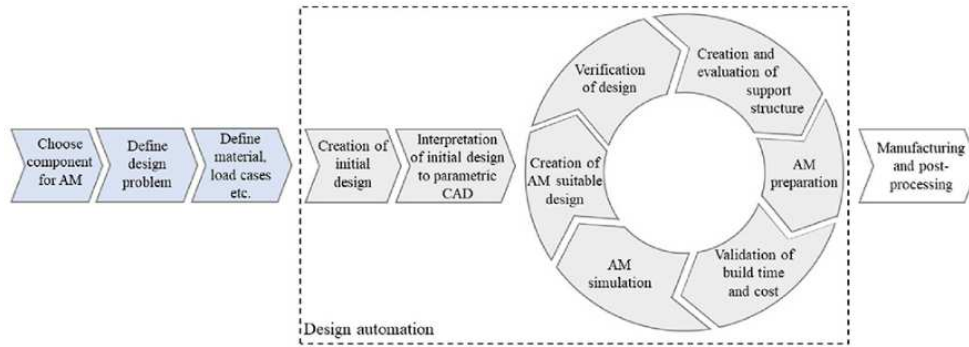 Choose
component
for AM
Define
design
problem
Define
material,
load cases
etc.
Creation of
initial
design
Interpretation
of initial design
to parametric
CAD
Creation of
AM suitable
design
Verification
of design
Creation and
evaluation of
support
structure
AM
preparation
Validation of
build time
and cost
AM
simulation
Manufacturing
and post-
processing
Design automation